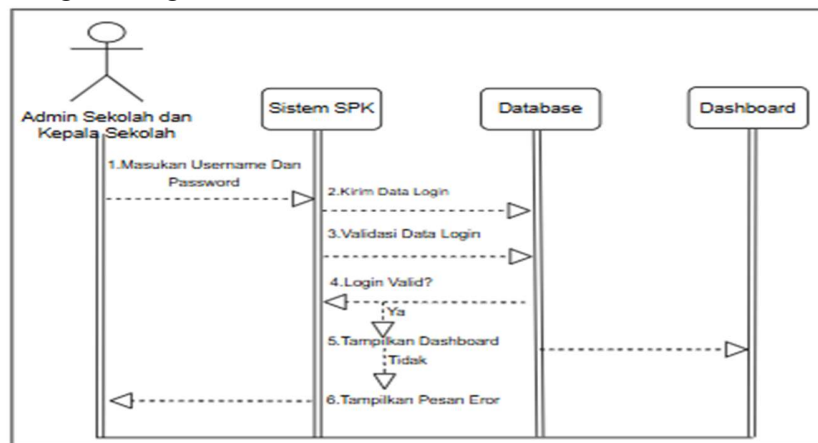 Admin Sekolah dan
Kepala Sekolah
Sistem SPK
Database
Dashboard
1.Masukan Username Dan
Password
2.Kirim Data Login
3.Validasi Data Login
4.Login Valid?
Ya
5.Tampilkan Dashboard
Tidak
6.Tampilkan Pesan Eror